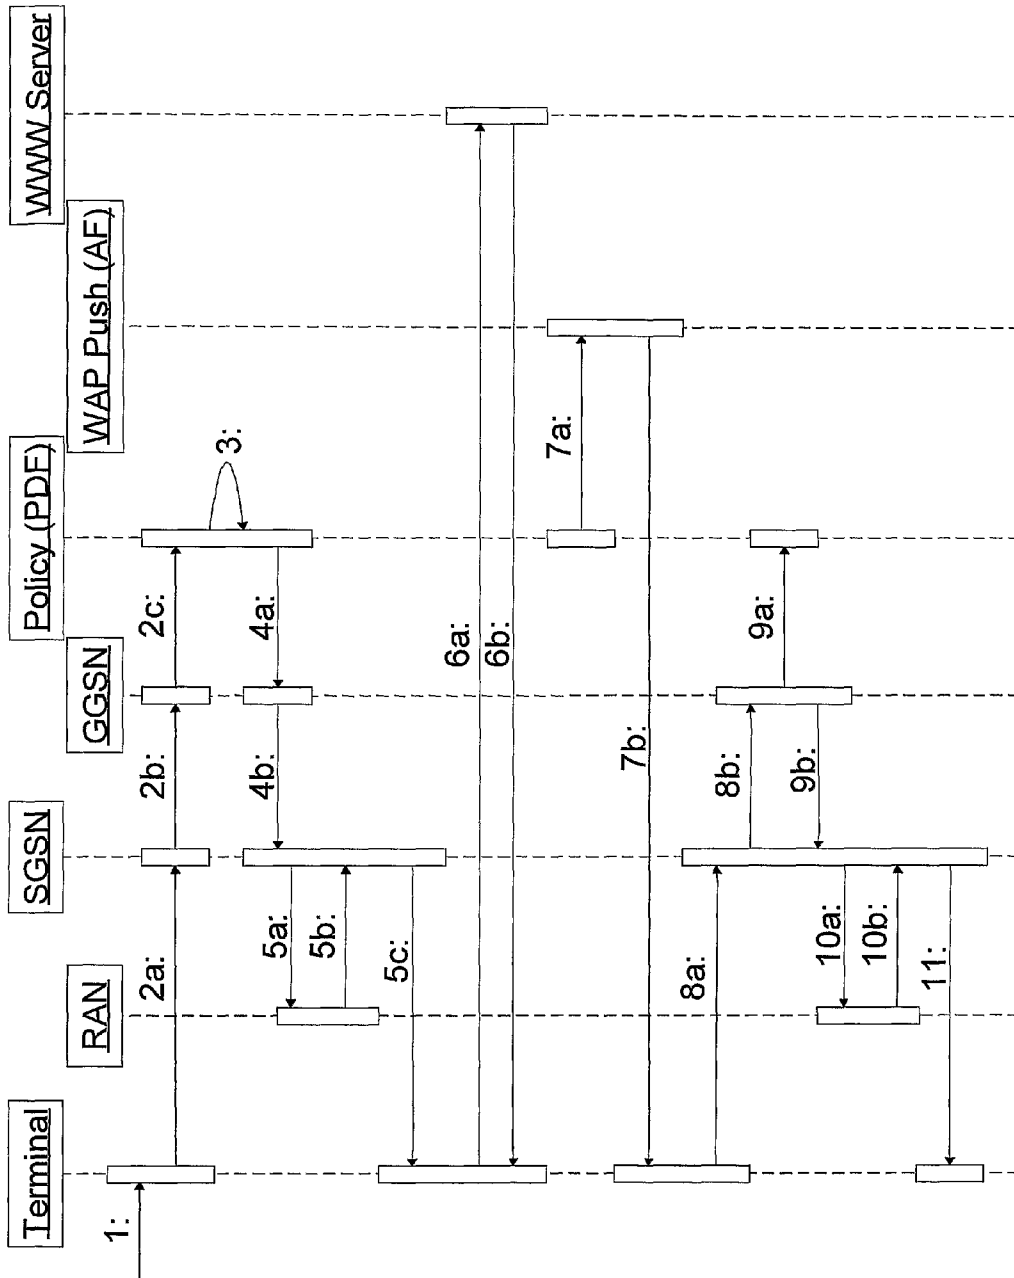 Terminal
RAN
SGSN
GGSN
Policy (PDF)
WAP Push (AF)
WWW Server
1:
2a:
2b:
2c:
3:
4a:
4b:
5a:
5b:
5c:
6a:
6b:
7a:
7b:
8a:
8b:
9a:
9b:
10a:
10b:
11: